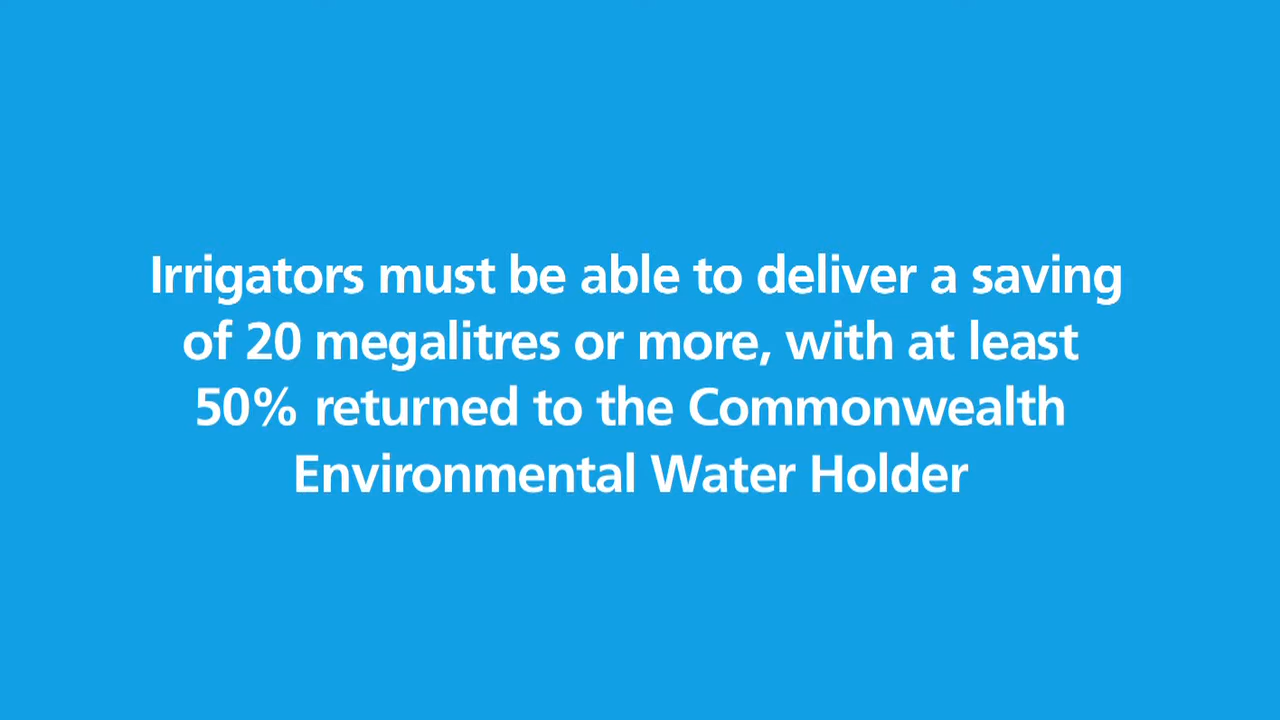 Irrigators must be able to deliver a saving
of 20 megalitres or more, with at least
50% returned to the Commonwealth
Environmental Water Holder